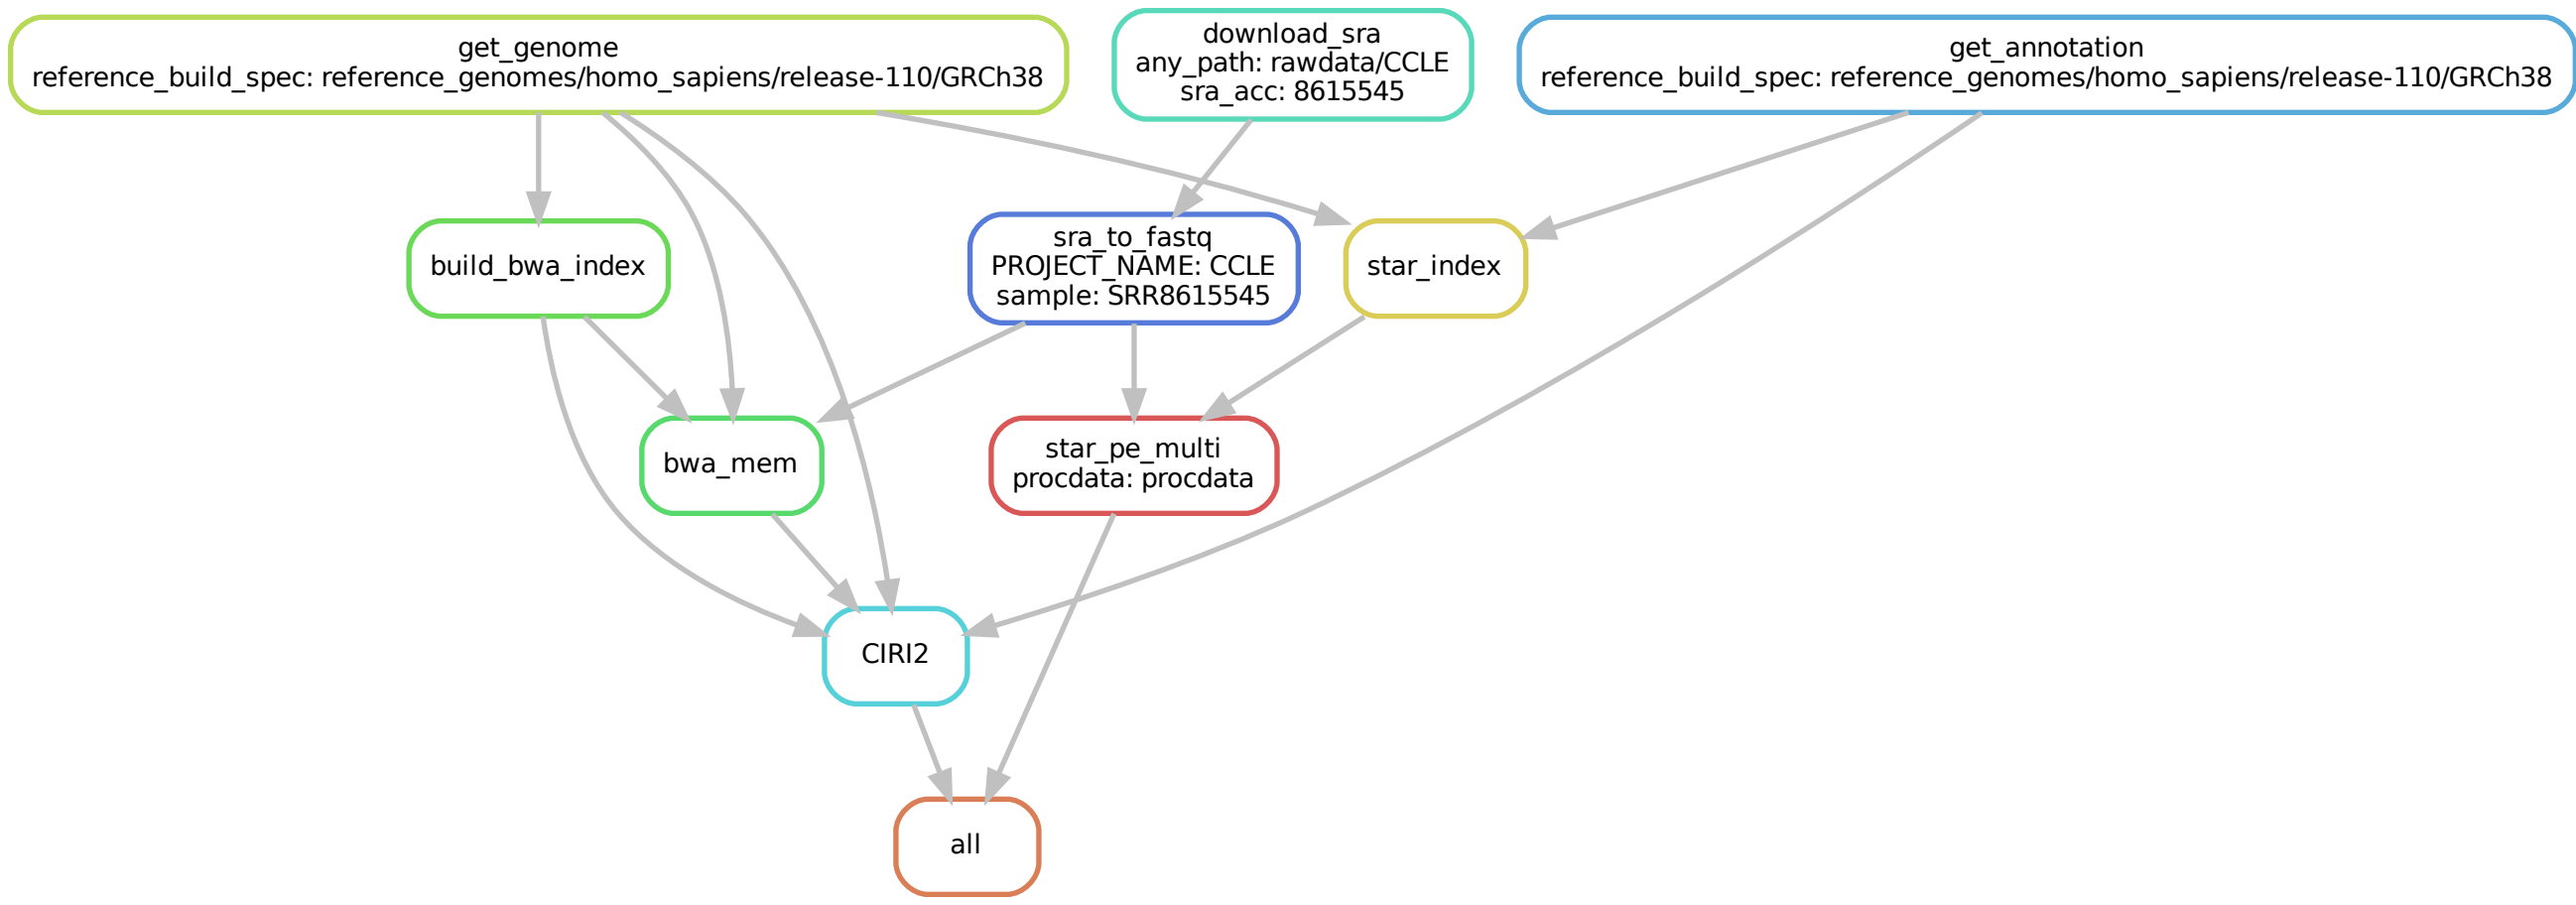 get_genome
reference_build_spec: reference_genomes/homo_sapiens/release-110/GRCh38
download_sra
any_path: rawdata/CCLE
sra_acc: 8615545
get_annotation
reference_build_spec: reference_genomes/homo_sapiens/release-110/GRCh38
build_bwa_index
sra_to_fastq
PROJECT_NAME: CCLE
sample: SRR8615545
star_index
bwa_mem
star_pe_multi
procdata: procdata
CIRI2
all